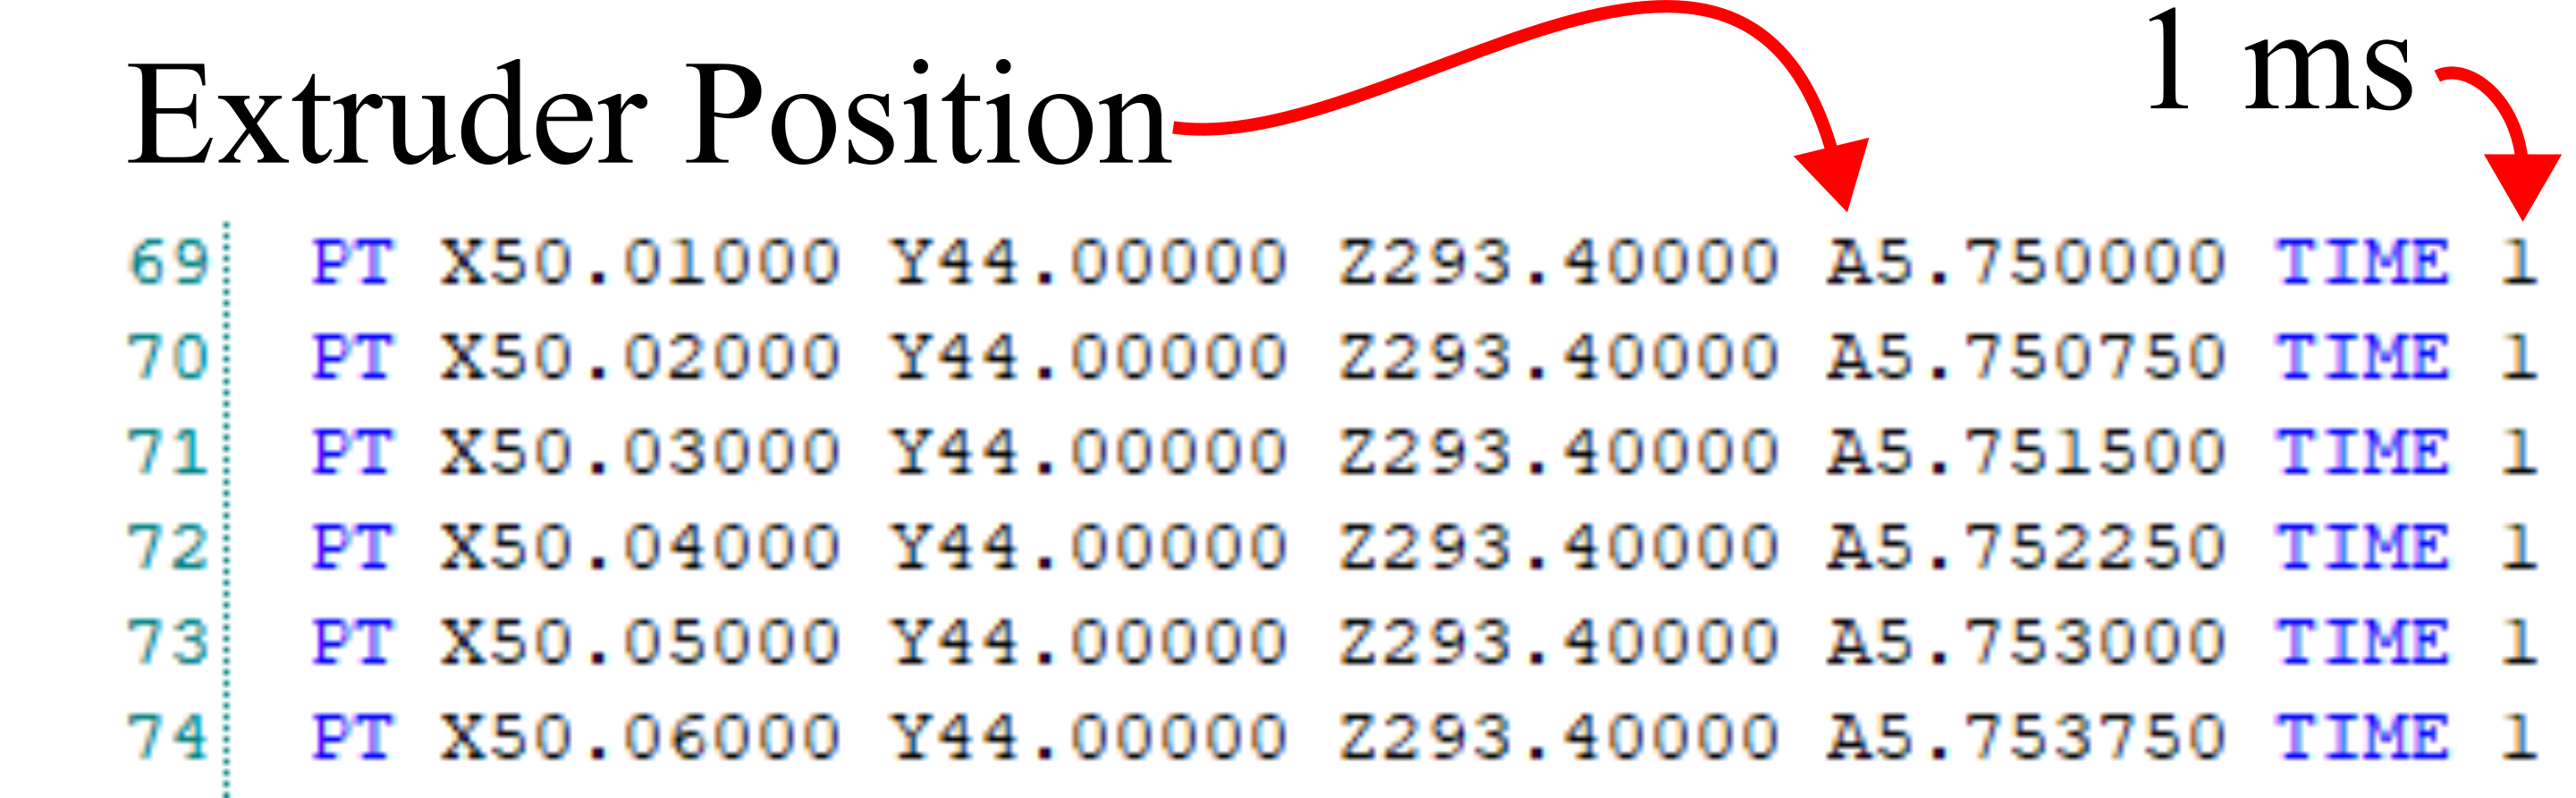 Extruder Position
1 ms
69 PT X50.01000 Y44.00000 Z293.40000 A5.750000 TIME 1
70 PT X50.02000 Y44.00000 Z293.40000 A5.750750 TIME 1
71 PT X50.03000 Y44.00000 Z293.40000 A5.751500 TIME 1
72 PT X50.04000 Y44.00000 Z293.40000 A5.752250 TIME 1
73 PT X50.05000 Y44.00000 Z293.40000 A5.753000 TIME 1
74 PT X50.06000 Y44.00000 Z293.40000 A5.753750 TIME 1